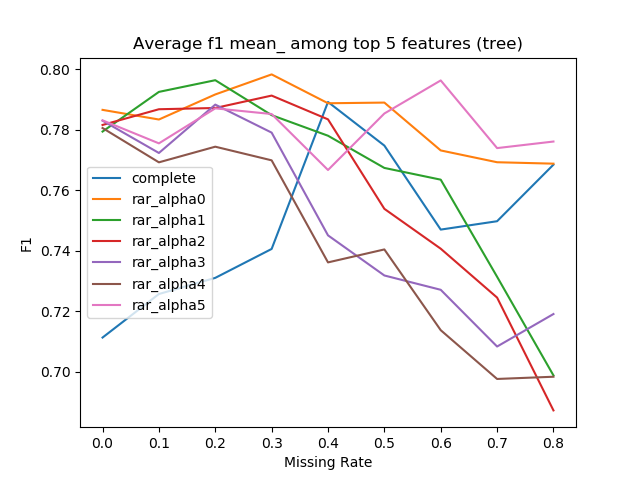 Average f1 mean_ among top 5 features (tree)
F1
0.80
0.78
0.76
0.74
0.72
0.70
complete
rar_alpha0
rar_alpha1
rar_alpha2
rar_alpha3
rar_alpha4
rar_alpha5
0.0 0.1 0.2 0.3 0.4 0.5 0.6 0.7 0.8
Missing Rate